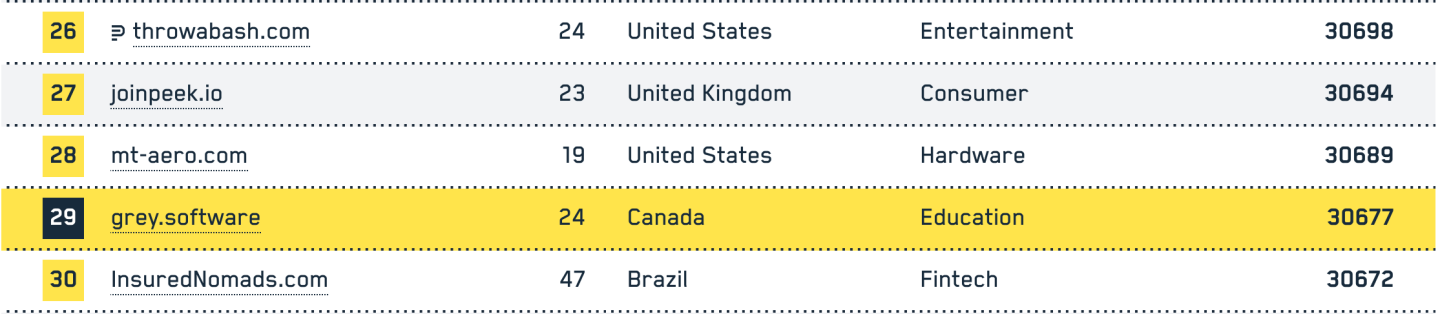 26 throwabash.com 24 United States Entertainment 30698
27 joinpeek.io 23 United Kingdom Consumer 30694
28 mt-aero.com 19 United States Hardware 30689
29 grey.software 24 Canada Education 30677
30 InsuredNomads.com 47 Brazil Fintech 30672